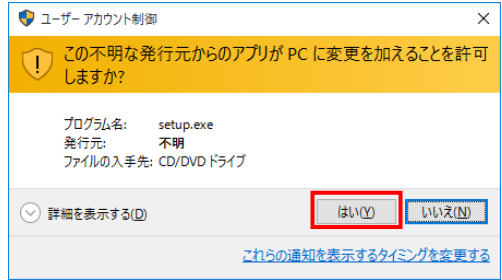 ユーザー アカウント制御
この不明な発行元からのアプリが PC に変更を加えることを許可
しますか?
プログラム名: setup.exe
発行元: 不明
ファイルの入手先: CD/DVD ドライブ
詳細を表示する(D)
はい(Y)
いいえ(N)
これらの通知を表示するタイミングを変更する